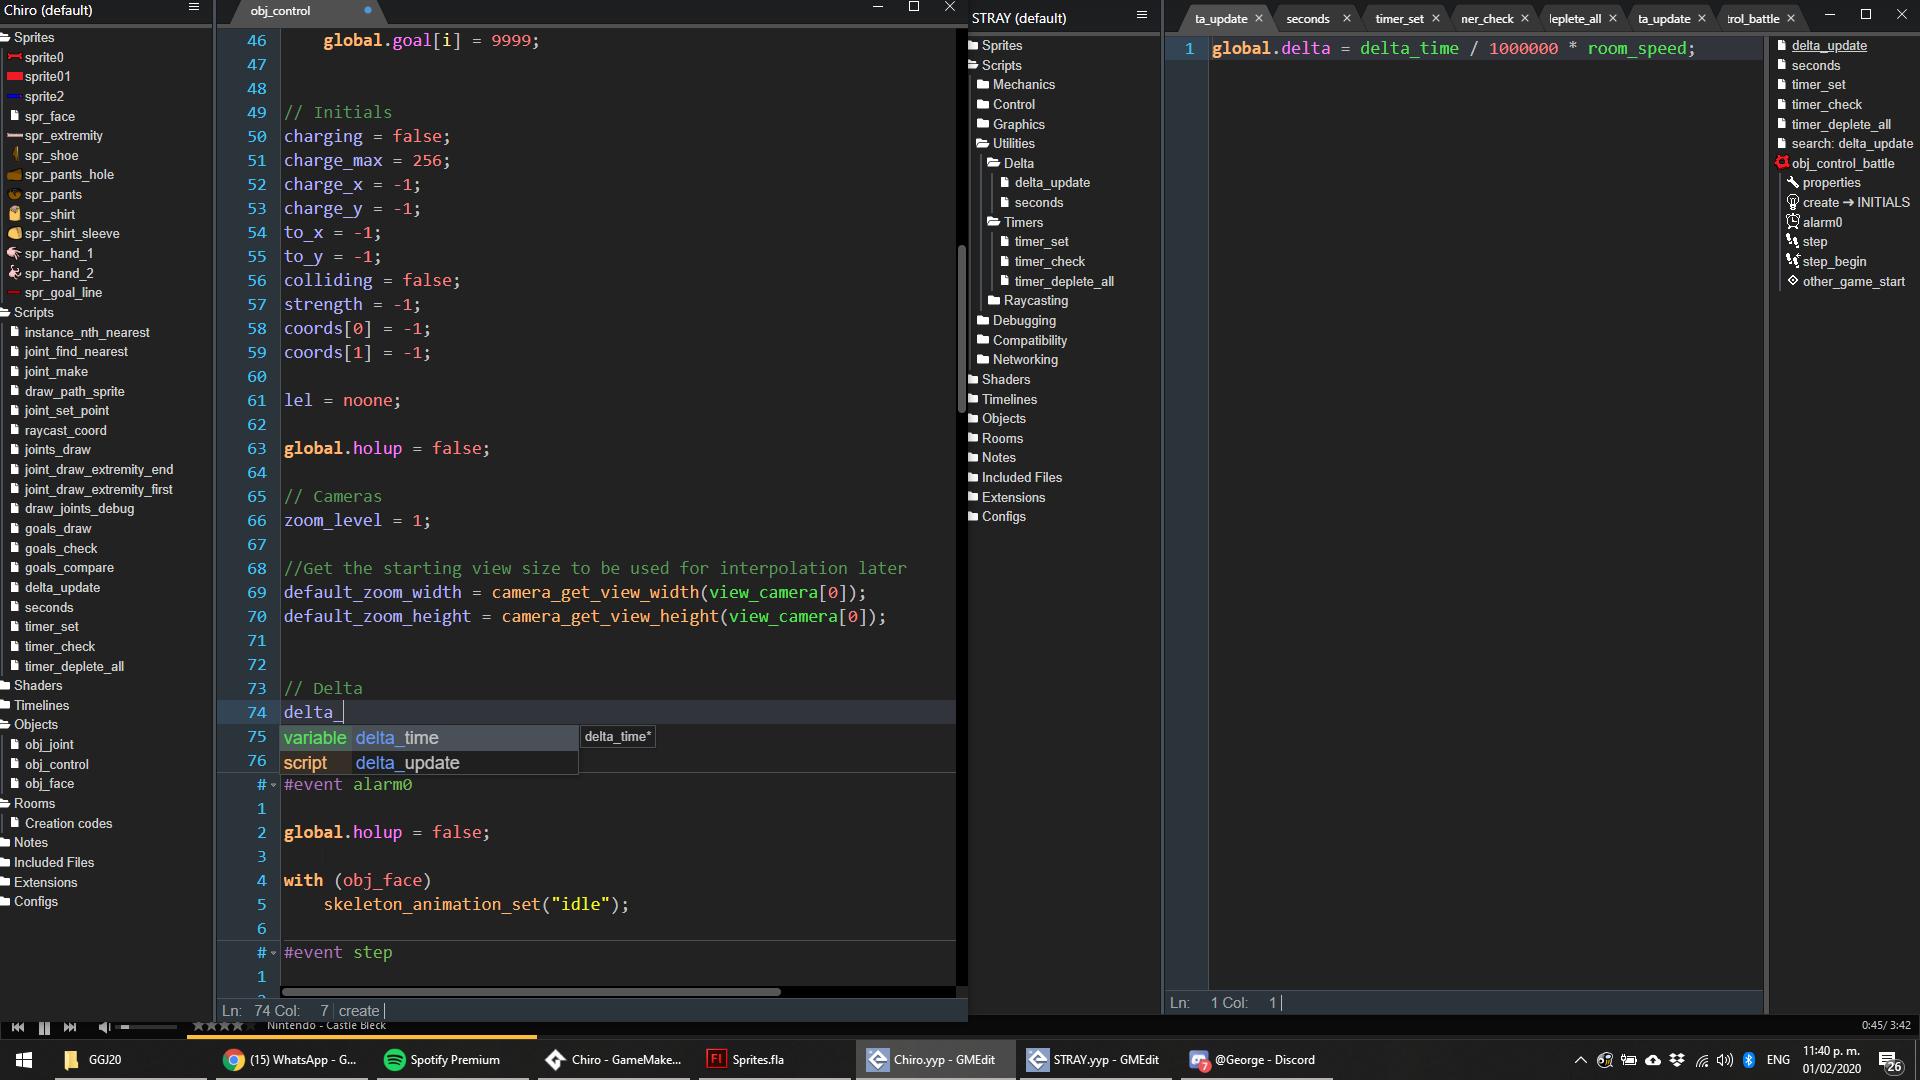 Chiro (default)
Sprites
sprite0
sprite01
sprite2
spr_face
spr_extremity
spr_shoe
spr_pants_hole
spr_pants
spr_shirt
spr_shirt_sleeve
spr_hand_1
spr_hand_2
spr_goal_line
Scripts
instance_nth_nearest
joint_find_nearest
joint_make
draw_path_sprite
joint_set_point
raycast_coord
joints_draw
joint_draw_extremity_end
joint_draw_extremity_first
draw_joints_debug
goals_draw
goals_check
goals_compare
delta_update
seconds
timer_set
timer_check
timer_deplete_all
Shaders
Timelines
Objects
obj_joint
obj_control
obj_face
Rooms
Creation codes
Notes
Included Files
Extensions
Configs
obj_control
46 global.goal[i] = 9999;
47
48
49 // Initials
50 charging = false;
51 charge_max = 256;
52 charge_x = -1;
53 charge_y = -1;
54 to_x = -1;
55 to_y = -1;
56 colliding = false;
57 strength = -1;
58 coords[0] = -1;
59 coords[1] = -1;
60
61 lel = noone;
62
63 global.holup = false;
64
65 // Cameras
66 zoom_level = 1;
67
68 //Get the starting view size to be used for interpolation later
69 default_zoom_width = camera_get_view_width(view_camera[0]);
70 default_zoom_height = camera_get_view_height(view_camera[0]);
71
72
73 // Delta
74 delta_
75 variable delta_time delta_time*
76 script delta_update
# #event alarm0
1
2 global.holup = false;
3
4 with (obj_face)
5 skeleton_animation_set("idle");
6
# #event step
1
Ln: 74 Col: 7 create
STRAY (default)
Sprites
Scripts
Mechanics
Control
Graphics
Utilities
Delta
delta_update
seconds
Timers
timer_set
timer_check
timer_deplete_all
Raycasting
Debugging
Compatibility
Networking
Shaders
Timelines
Objects
Rooms
Notes
Included Files
Extensions
Configs
ta_update seconds timer_set ner_check leplete_all ta_update rol_battle
1 global.delta = delta_time / 1000000 * room_speed;
Ln: 1 Col: 1
delta_update
seconds
timer_set
timer_check
timer_deplete_all
search: delta_update
obj_control_battle
properties
create → INITIALS
alarm0
step
step_begin
other_game_start
Nintendo - Castle Bleck
0:45/ 3:42
GGJ20 (15) WhatsApp - G... Spotify Premium Chiro - GameMake... Fl Sprites.fla Chiro.yyp - GMEdit STRAY.yyp - GMEdit 7 @George - Discord ENG
11:40 p. m.
01/02/2020
26